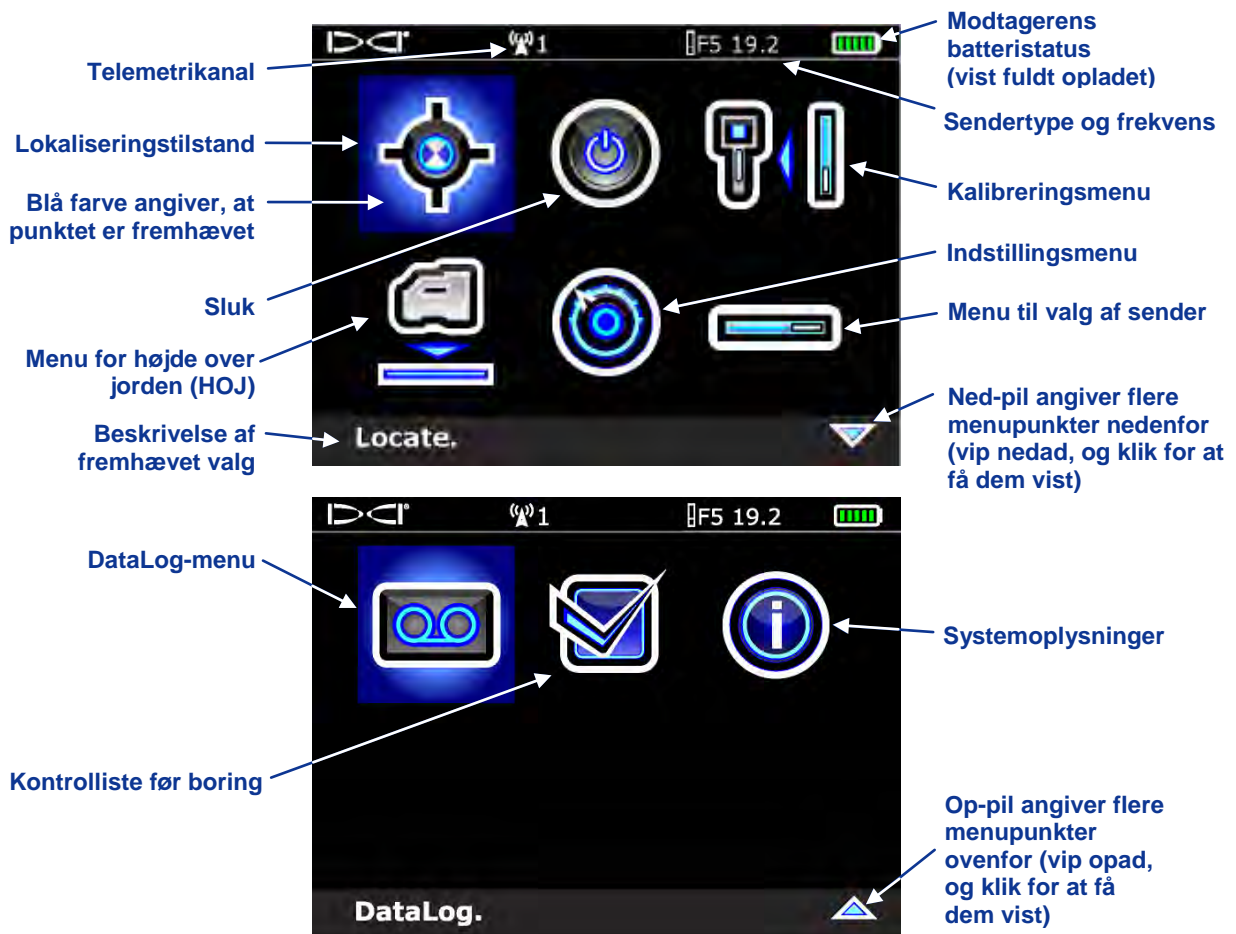 Modtagerens
batteristatus
(vist fuldt opladet)
DCI 1 F5 19.2
Telemetrikanal
Sendertype og frekvens
Lokaliseringstilstand
Kalibreringsmenu
Blå farve angiver, at
punktet er fremhævet
Indstillingsmenu
Sluk
Menu til valg af sender
Menu for højde over
jorden (HOJ)
Ned-pil angiver flere
menupunkter nedenfor
(vip nedad, og klik for at
få dem vist)
Beskrivelse af
fremhævet valg
Locate.
DCI® 1 F5 19.2
DataLog-menu
Systemoplysninger
Kontrolliste før boring
Op-pil angiver flere
menupunkter
ovenfor (vip opad,
og klik for at få
dem vist)
DataLog.